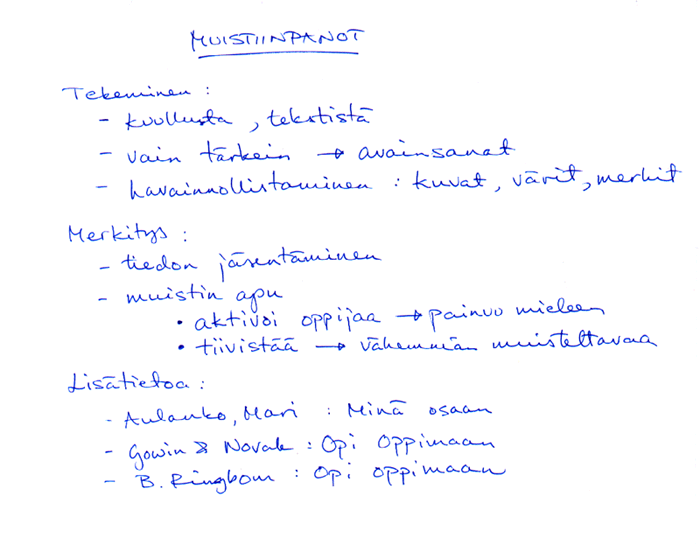 MUISTIINPANOT
Tekeminen :
- kuullusta , tekstistä
- vain tärkein → avainsanat
- havainnollistaminen : kuvat, värit, merkit
Merkitys :
- tiedon jäsentäminen
- muistin apu
• aktivoi oppijaa → painuu mieleen
• tiivistää → vähemmän muisteltavaa
Lisätietoa :
- Aulanko, Mari : Minä osaan
- Gowin & Novak : Opi oppimaan
- B. Ringbom : Opi oppimaan